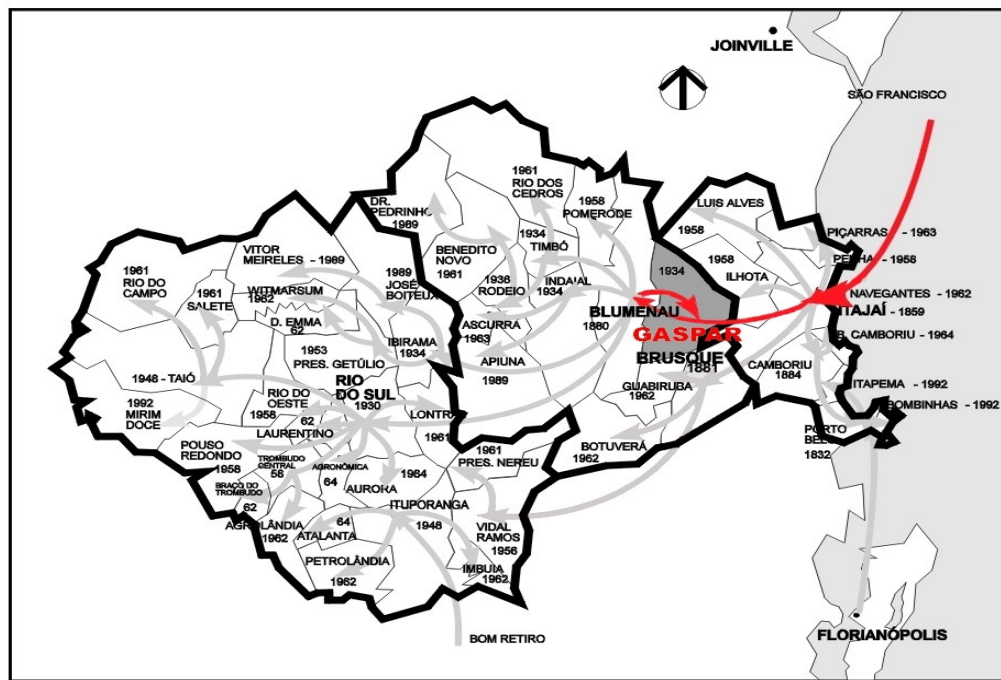 JOINVILLE
SÃO FRANCISCO
1961
RIO DOS
CEDROS
LUIS ALVES
DR.
PEDRINHO
1989
1958
POMERODE
1958
PIÇARRAS - 1963
1934
TIMBÓ
VITOR
MEIRELES - 1989
BENEDITO
NOVO
1961
1958
ILHOTA
PENHA - 1958
1961
RIO DO
CAMPO
1989
JOSÉ
BOITEUX
1936
RODEIO
INDAIAL
1934
1934
1961
SALETE
WITMARSUM
1962
NAVEGANTES - 1962
BLUMENAU
1880
ITAJAÍ - 1859
D. EMMA
62
ASCURRA
1963
GASPAR
B. CAMBORIU - 1964
IBIRAMA
1934
BRUSQUE
1881
1953
PRES. GETÚLIO
APIUNA
1989
CAMBORIU
1884
1948 - TAIÓ
RIO
DO SUL
1930
GUABIRUBA
1962
ITAPEMA - 1992
1992
MIRIM
DOCE
RIO DO
OESTE
1958
BOMBINHAS - 1992
62
LAURENTINO
LONTR
1961
PORTO
BELO
1832
POUSO
REDONDO
1958
BOTUVERÁ
1962
1961
PRES. NEREU
TROMBUDO
CENTRAL
58
AGRONÔMICA
64
1964
AURORA
BRAÇO DO
TROMBUDO
62
ITUPORANGA
1948
AGROLÂNDIA
1962
64
ATALANTA
VIDAL
RAMOS
1956
PETROLÂNDIA
1962
IMBUIA
1962
BOM RETIRO
FLORIANÓPOLIS